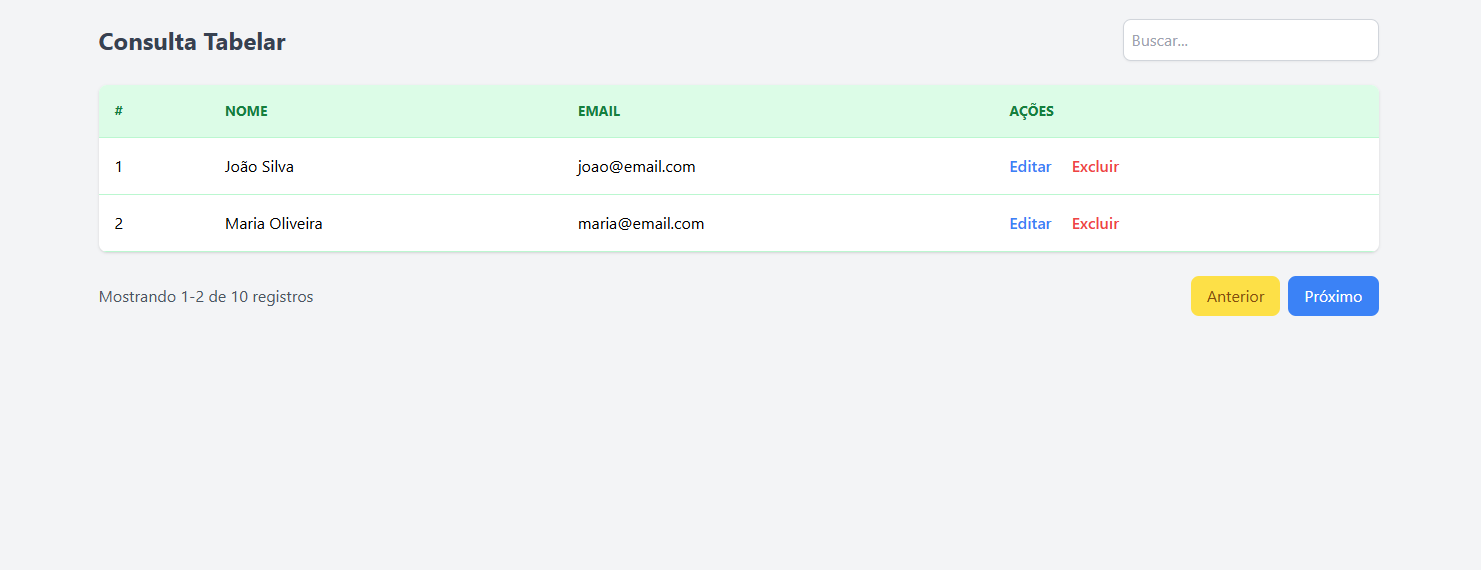 Consulta Tabelar
Buscar...
# NOME EMAIL AÇÕES
1 João Silva joao@email.com Editar Excluir
2 Maria Oliveira maria@email.com Editar Excluir
Mostrando 1-2 de 10 registros
Anterior Próximo